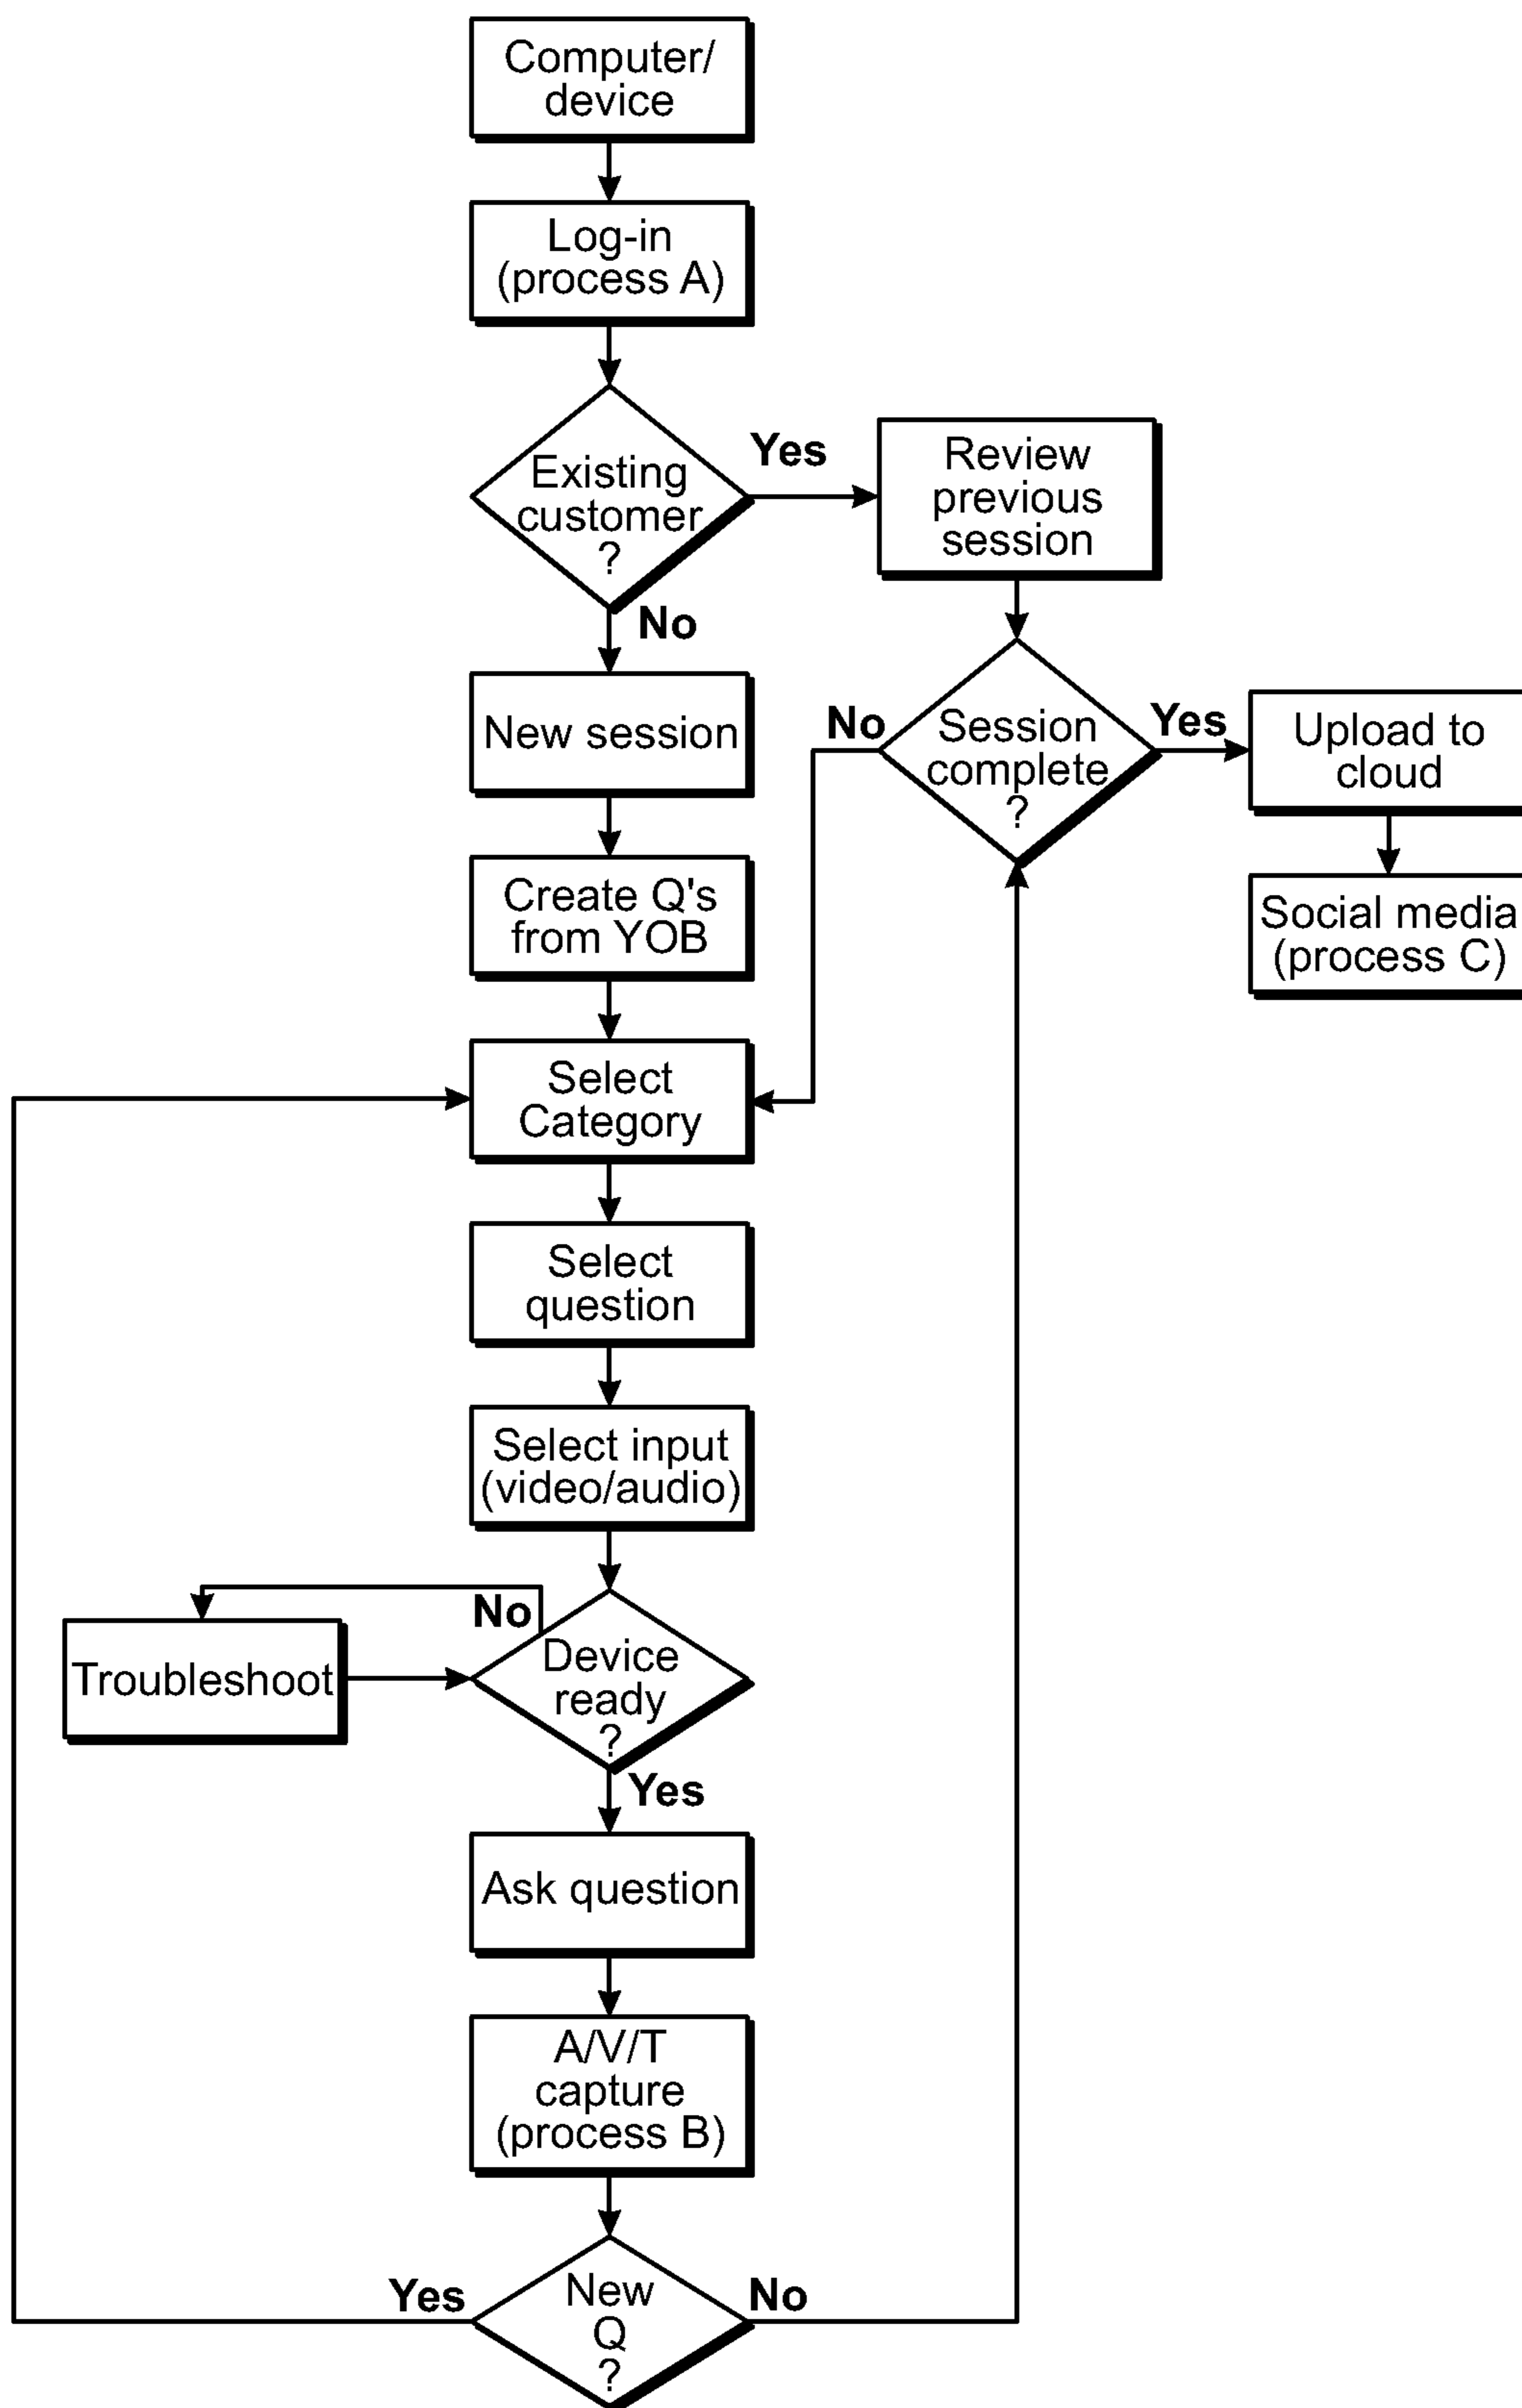 Computer/
device
Log-in
(process A)
Existing
customer
?
Yes
No
Review
previous
session
New session
No
Session
complete
?
Yes
Upload to
cloud
Create Q's
from YOB
Social media
(process C)
Select
Category
Select
question
Select input
(video/audio)
No
Troubleshoot
Device
ready
?
Yes
Ask question
A/V/T
capture
(process B)
Yes
New
Q
?
No